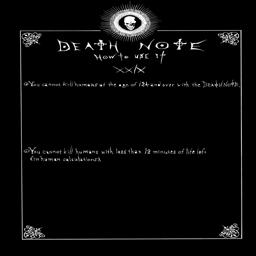 DEATH NOTE
How to use it
XXIX
You cannot kill humans at the age of 124 and over with the DEATH NOTE.
You cannot kill humans with less than 12 minutes of life left
(in human calculations).